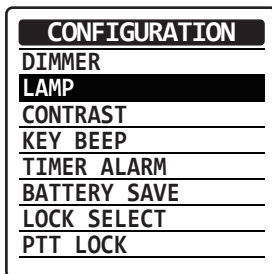 CONFIGURATION
DIMMER
LAMP
CONTRAST
KEY BEEP
TIMER ALARM
BATTERY SAVE
LOCK SELECT
PTT LOCK